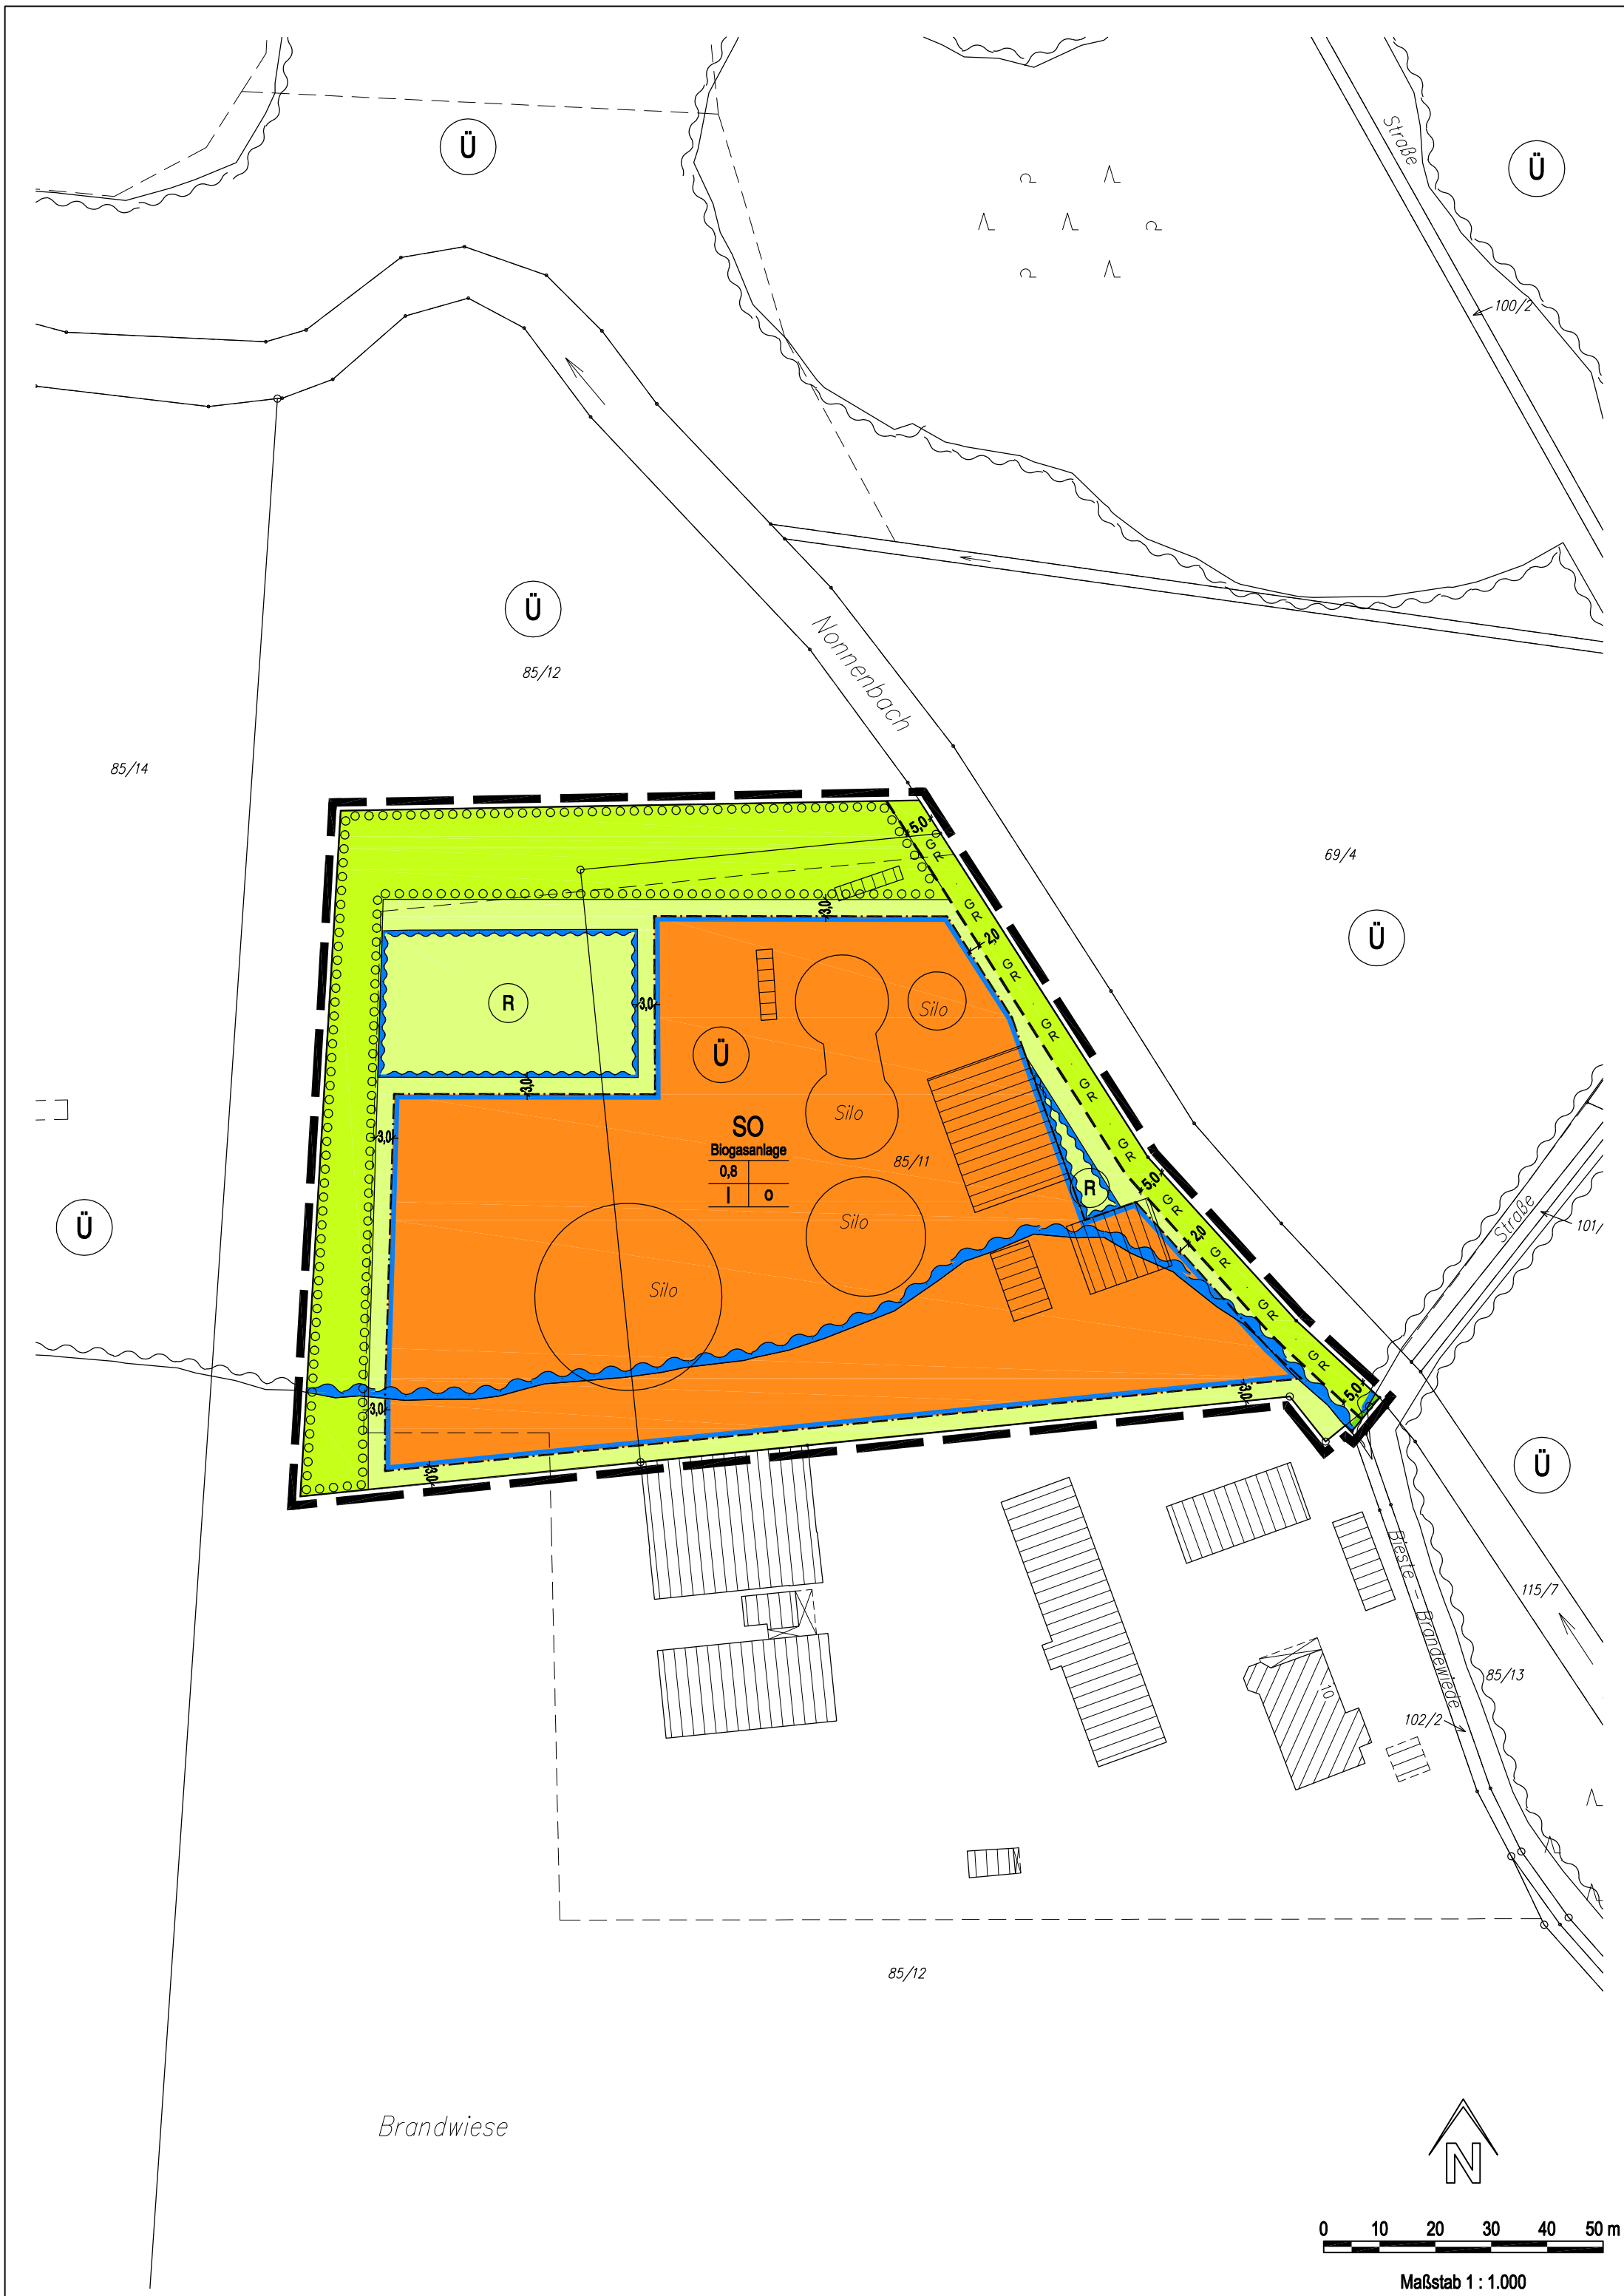 Ü
Straße
Ü
100/2
Ü
85/12
Nonnenbach
85/14
69/4
5,0
G R
3,0
G R
2,0
Ü
G R
R
3,0
Silo
G R
Ü
3,0
G R
Silo
SO
Biogasanlage
0,8
I o
3,0
85/11
G R
5,0
R
G R
Silo
2,0
Ü
Straße
101/
G R
Silo
G R
G R
5,0
3,0
3,0
3,0
Ü
Bieste - Brandewiede
115/7
85/13
10
102/2
85/12
Brandwiese
N
0 10 20 30 40 50 m
Maßstab 1 : 1.000